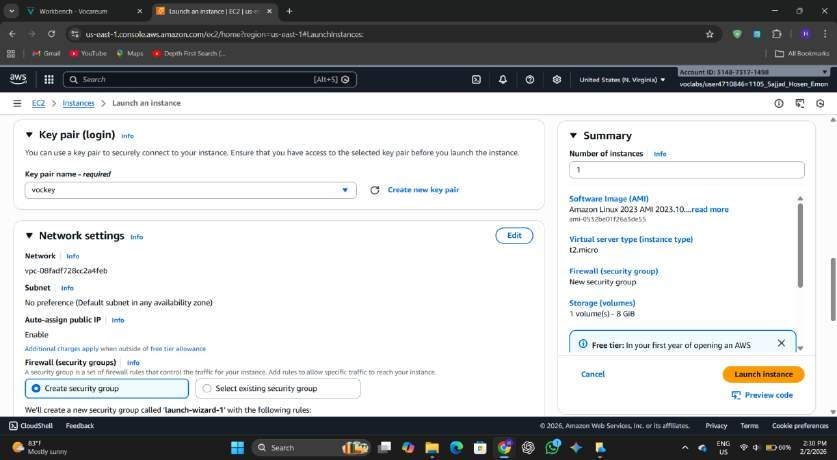 Workbench - Vocareum
Launch an instance | EC2 | us-e
us-east-1.console.aws.amazon.com/ec2/home?region=us-east-1#LaunchInstances:
Gmail YouTube Maps Depth First Search (... All Bookmarks
aws Search [Alt+S] United States (N. Virginia) Account ID: 3148-7317-1498
voclabs/user4710846=1105_Sajjad_Hosen_Emon
EC2 Instances Launch an instance
Key pair (login) Info
You can use a key pair to securely connect to your instance. Ensure that you have access to the selected key pair before you launch the instance.
Key pair name - required
vockey
Create new key pair
Network settings Info
Edit
Network Info
vpc-08fadf728cc2a4feb
Subnet Info
No preference (Default subnet in any availability zone)
Auto-assign public IP Info
Enable
Additional charges apply when outside of free tier allowance
Firewall (security groups) Info
A security group is a set of firewall rules that control the traffic for your instance. Add rules to allow specific traffic to reach your instance.
Create security group Select existing security group
We'll create a new security group called 'launch-wizard-1' with the following rules:
Summary
Number of instances Info
1
Software Image (AMI)
Amazon Linux 2023 AMI 2023.10....read more
ami-0532be01f26a3de55
Virtual server type (instance type)
t2.micro
Firewall (security group)
New security group
Storage (volumes)
1 volume(s) - 8 GiB
Free tier: In your first year of opening an AWS
Cancel
Launch instance
Preview code
CloudShell Feedback © 2026, Amazon Web Services, Inc. or its affiliates. Privacy Terms Cookie preferences
83°F
Mostly sunny
Search
ENG
US
60%
2:30 PM
2/2/2026